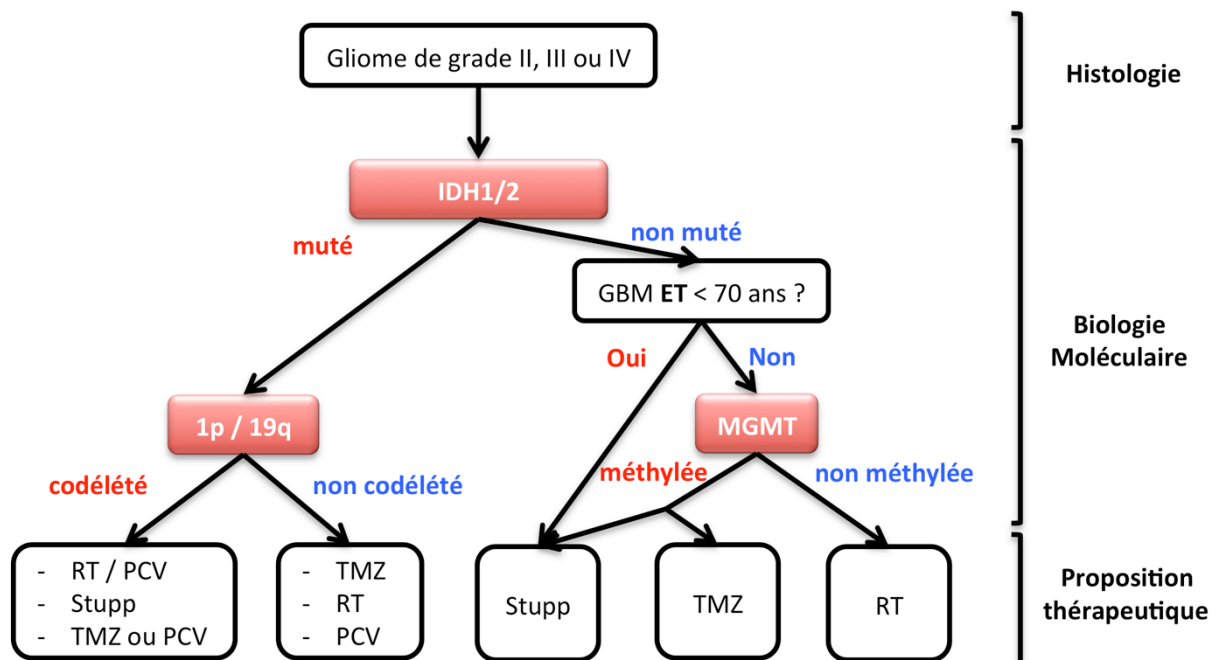 Gliome de grade II, III ou IV
Histologie
IDH1/2
muté
non muté
GBM ET < 70 ans ?
Biologie
Moléculaire
Oui
Non
1p / 19q
MGMT
codélété
non codélété
méthylée
non méthylée
- RT / PCV
- Stupp
- TMZ ou PCV
- TMZ
- RT
- PCV
Stupp
TMZ
RT
Proposition
thérapeutique